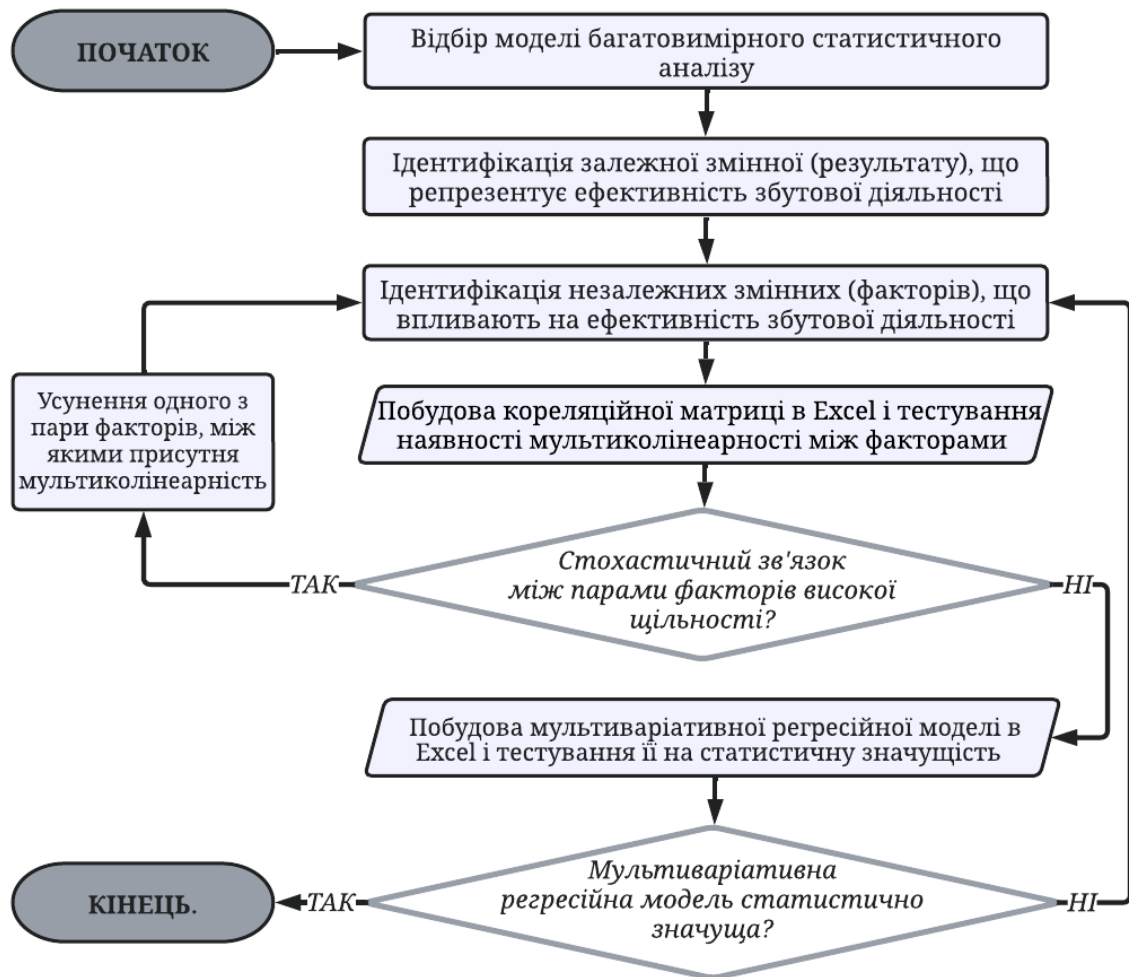 ПОЧАТОК
Відбір моделі багатовимірного статистичного
аналізу
Ідентифікація залежної змінної (результату), що
репрезентує ефективність збутової діяльності
Ідентифікація незалежних змінних (факторів), що
впливають на ефективність збутової діяльності
Усунення одного з
пари факторів, між
якими присутня
мультиколінеарність
Побудова кореляційної матриці в Excel і тестування
наявності мультиколінеарності між факторами
Стохастичний зв'язок
між парами факторів високої
щільності?
ТАК
НІ
Побудова мультиваріативної регресійної моделі в
Excel і тестування її на статистичну значущість
Мультиваріативна
регресійна модель статистично
значуща?
ТАК
НІ
КІНЕЦЬ.